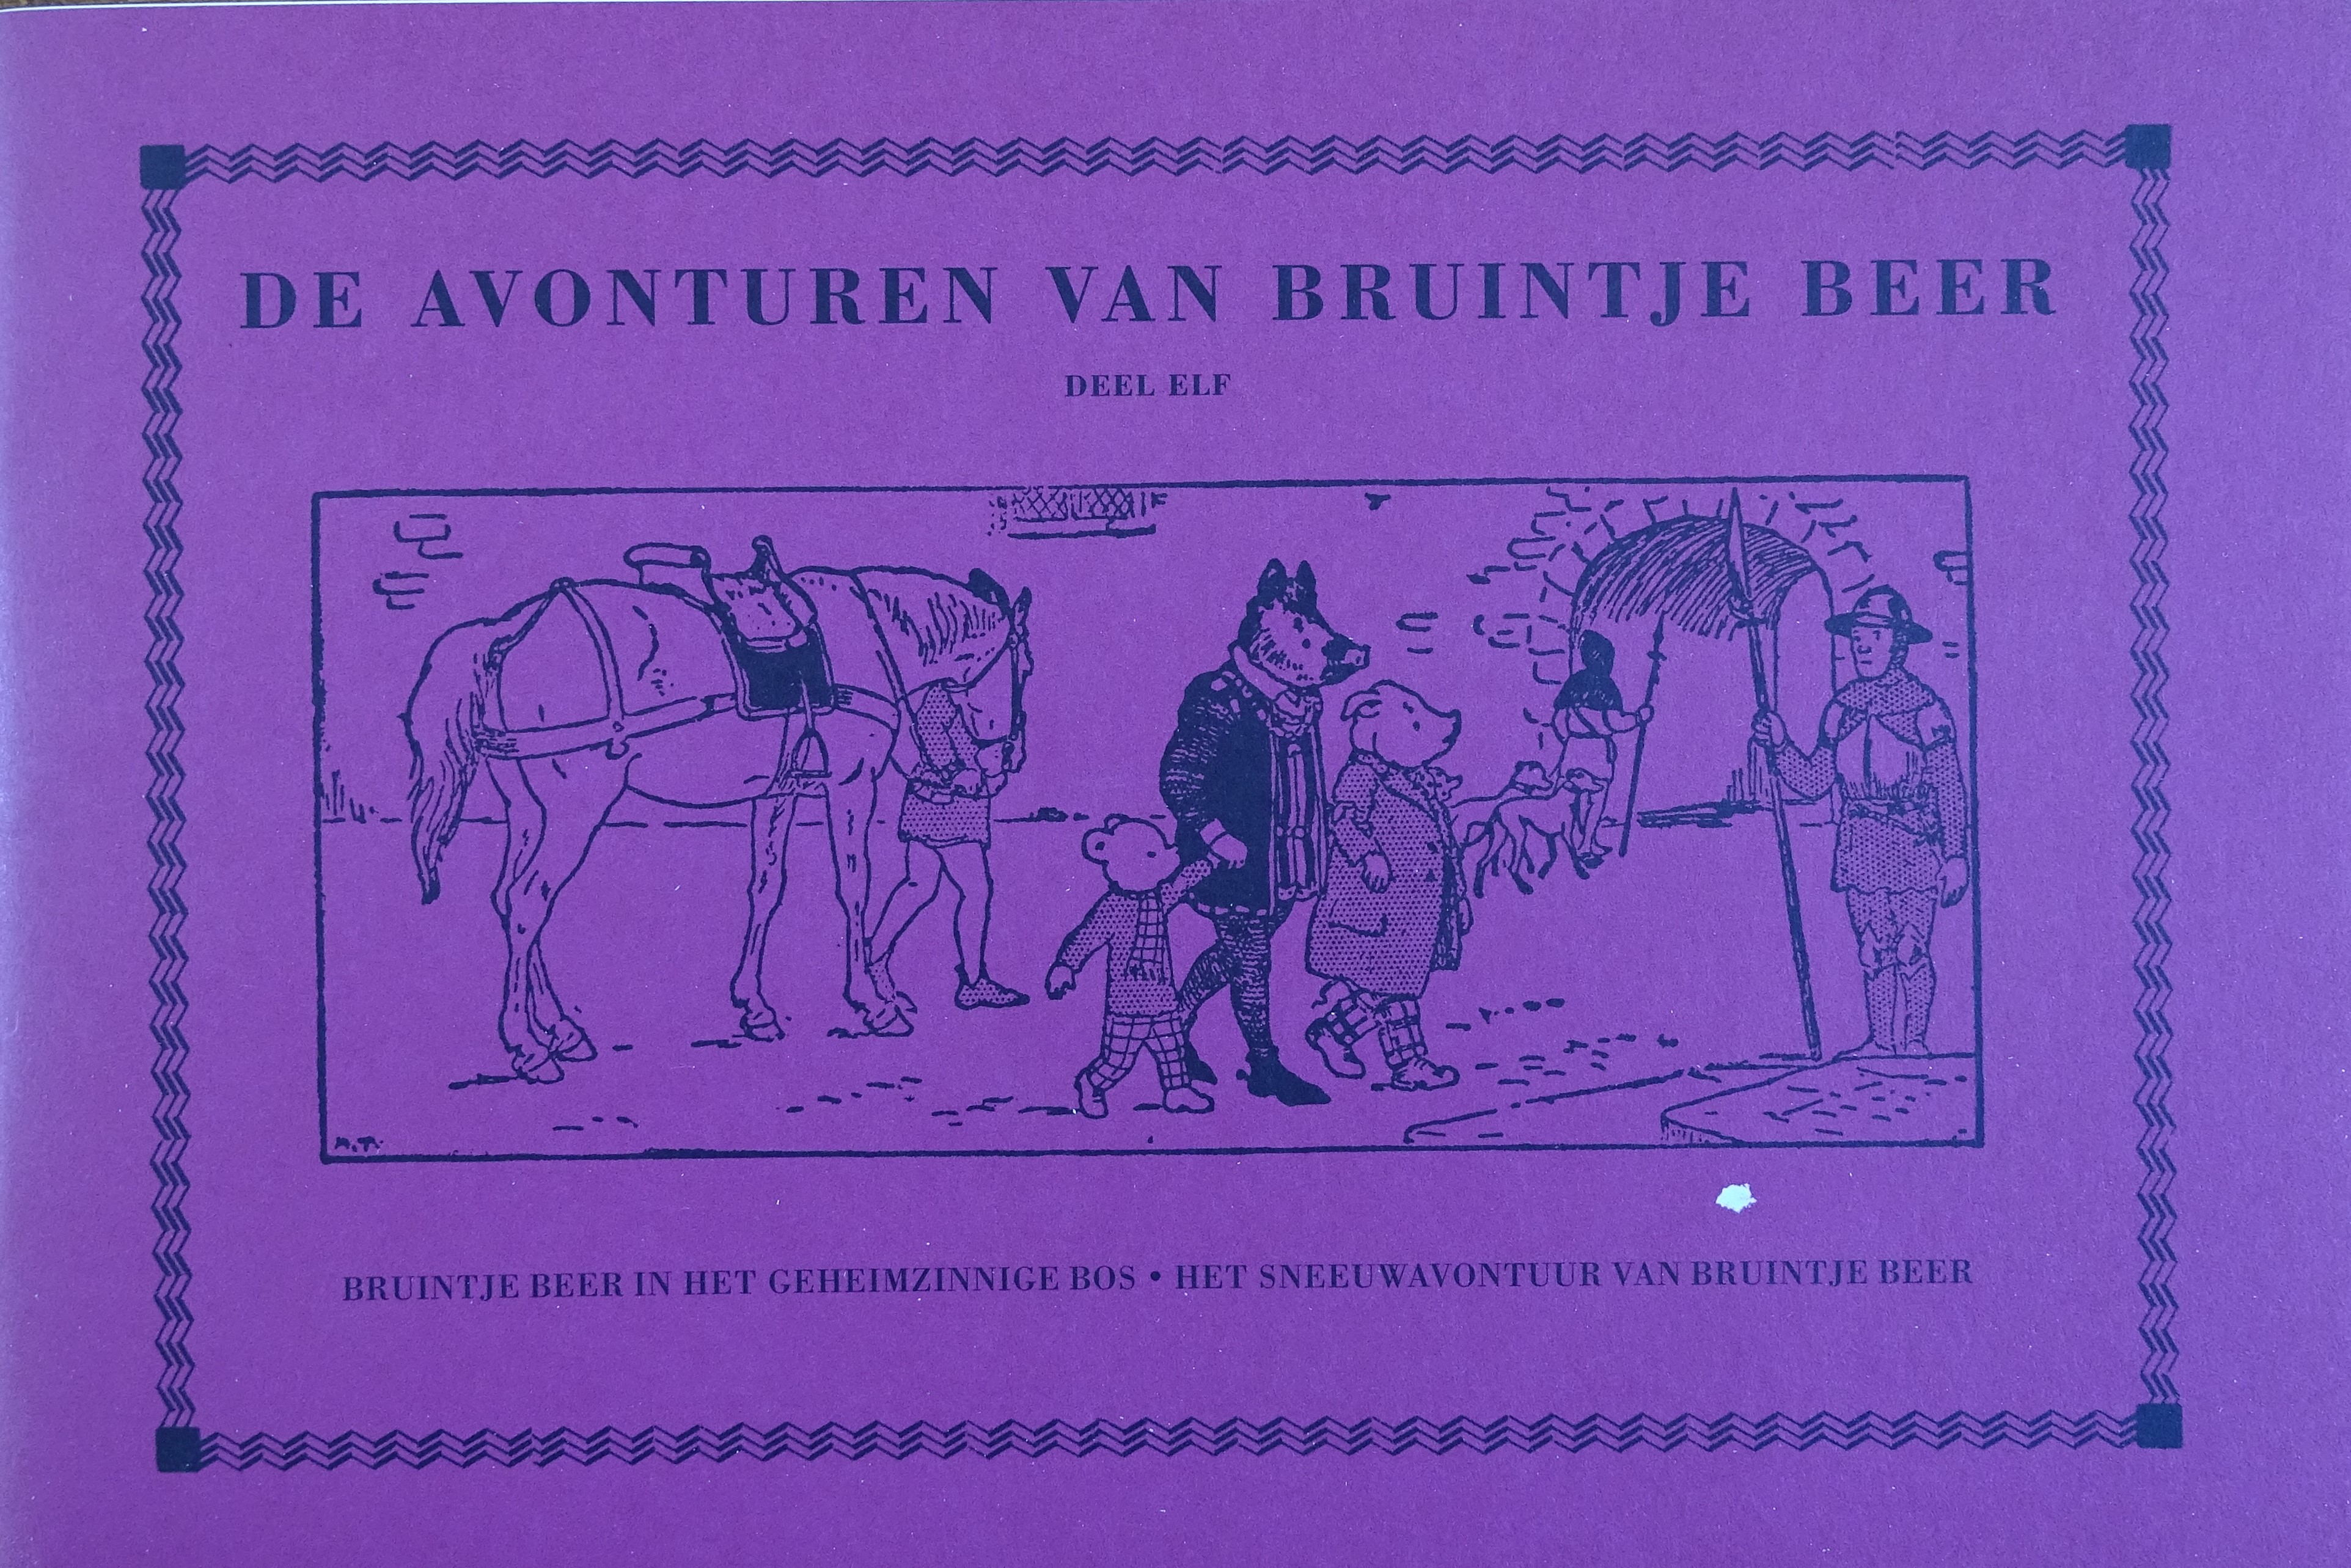 DE AVONTUREN VAN BRUINTJE BEER
DEEL ELF
A.T.
BRUINTJE BEER IN HET GEHEIMZINNIGE BOS • HET SNEEUWAVONTUUR VAN BRUINTJE BEER